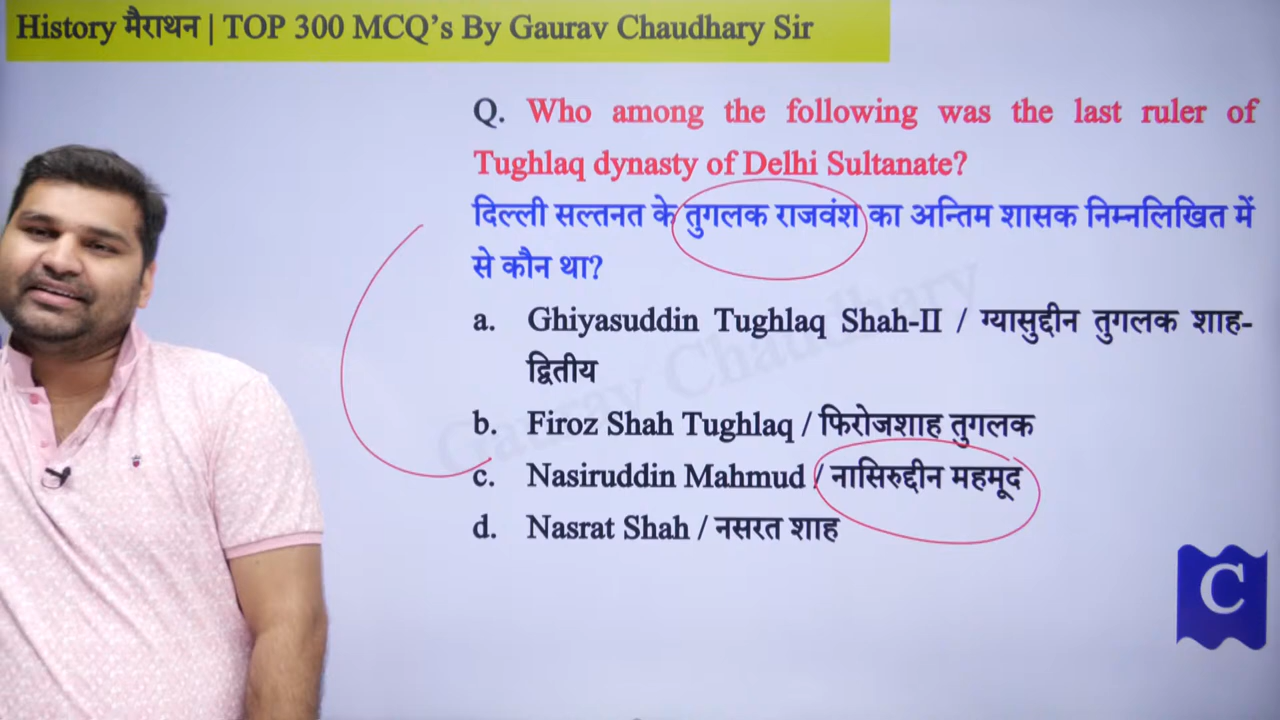 History मैराथन | TOP 300 MCQ’s By Gaurav Chaudhary Sir
Q. Who among the following was the last ruler of
Tughlaq dynasty of Delhi Sultanate?
दिल्ली सल्तनत के तुगलक राजवंश का अन्तिम शासक निम्नलिखित में
से कौन था?
a. Ghiyasuddin Tughlaq Shah-II / ग्यासुद्दीन तुगलक शाह-
द्वितीय
b. Firoz Shah Tughlaq / फिरोजशाह तुगलक
c. Nasiruddin Mahmud / नासिरुद्दीन महमूद
d. Nasrat Shah / नसरत शाह
Gaurav Chaudhary
C